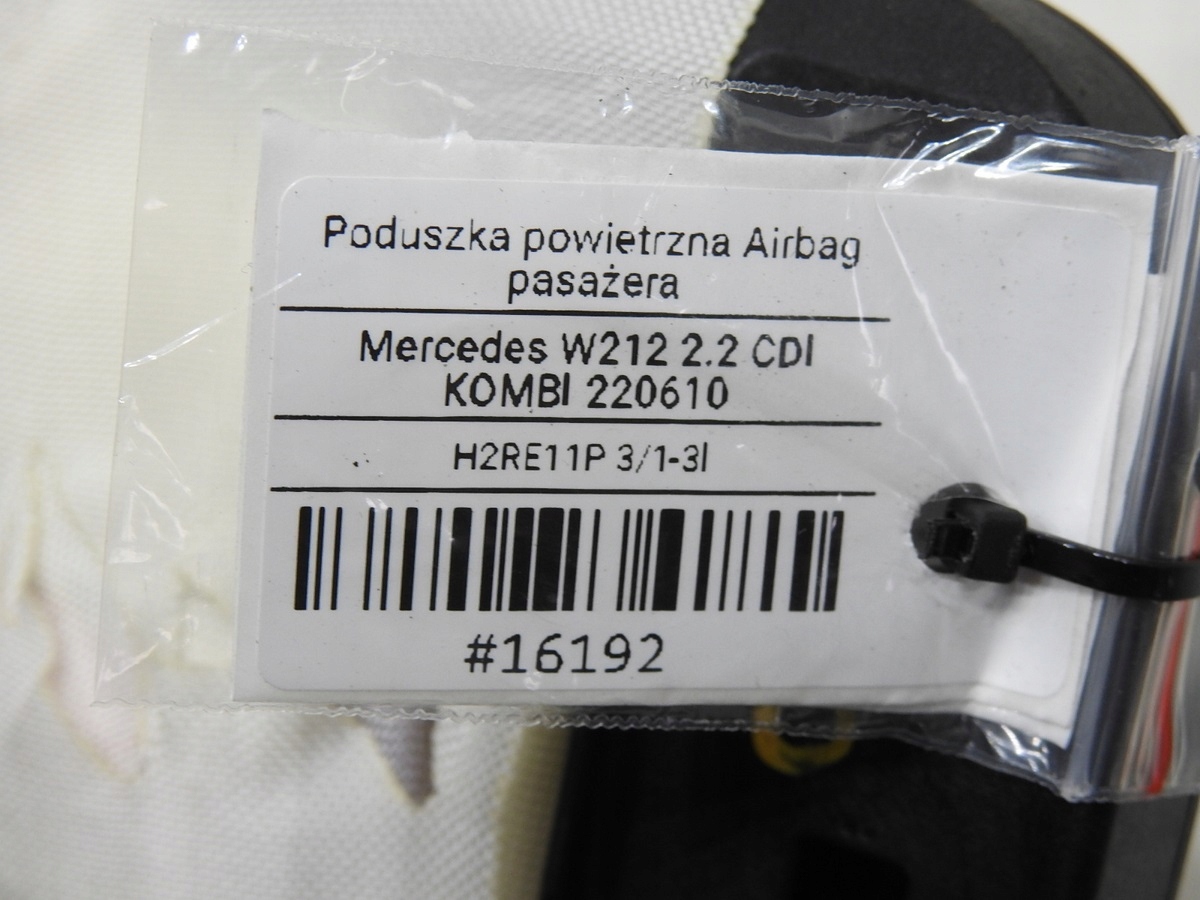 Poduszka powietrzna Airbag
pasażera
Mercedes W212 2.2 CDI
KOMBI 220610
H2RE11P 3/1-3l
#16192